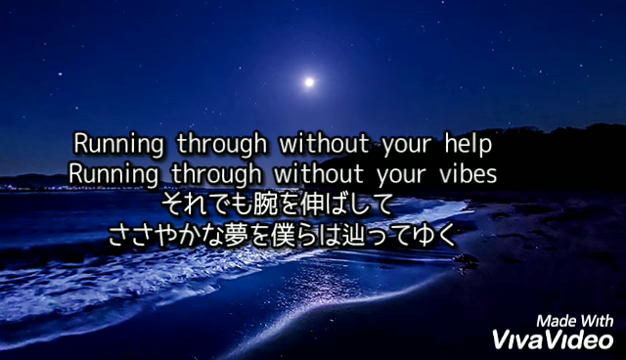 Running through without your help
Running through without your vibes
それでも腕を伸ばして
ささやかな夢を僕らは辿ってゆく
Made With
VivaVideo